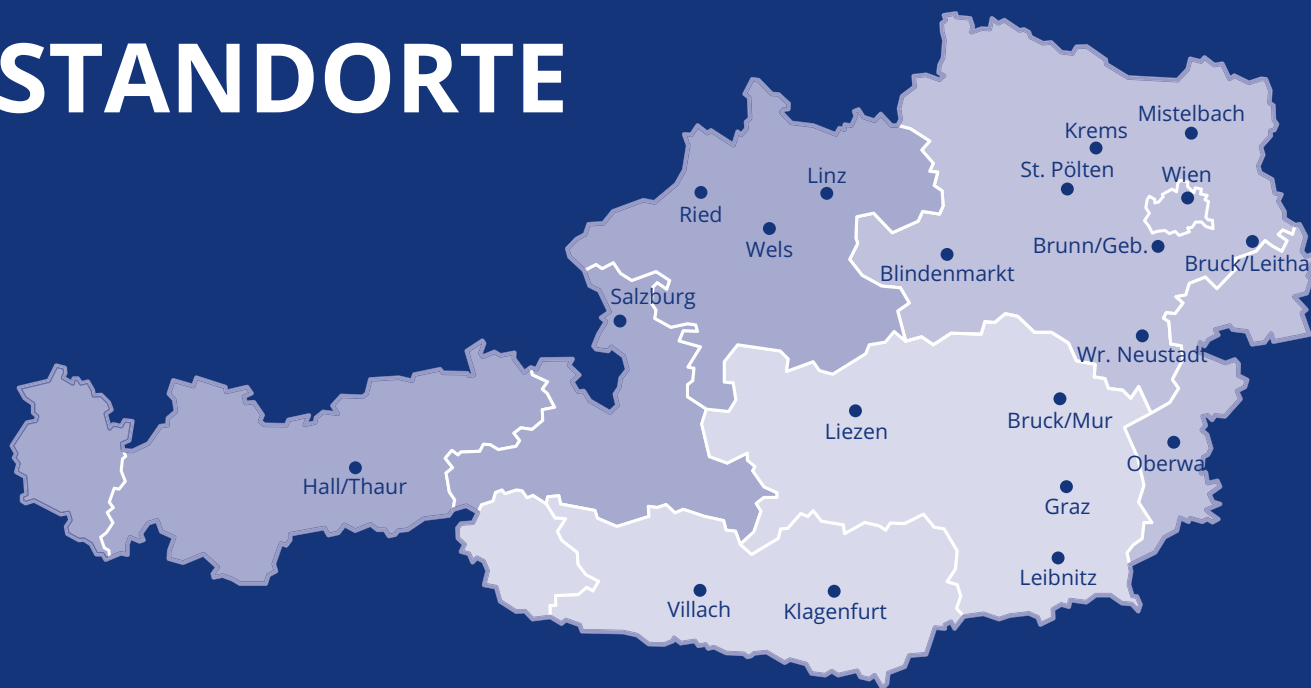 STANDORTE
Mistelbach
Krems
St. Pölten
Wien
Linz
Ried
Wels
Brunn/Geb.
Bruck/Leitha
Blindenmarkt
Salzburg
Wr. Neustadt
Bruck/Mur
Liezen
Oberwa
Hall/Thaur
Graz
Leibnitz
Villach
Klagenfurt